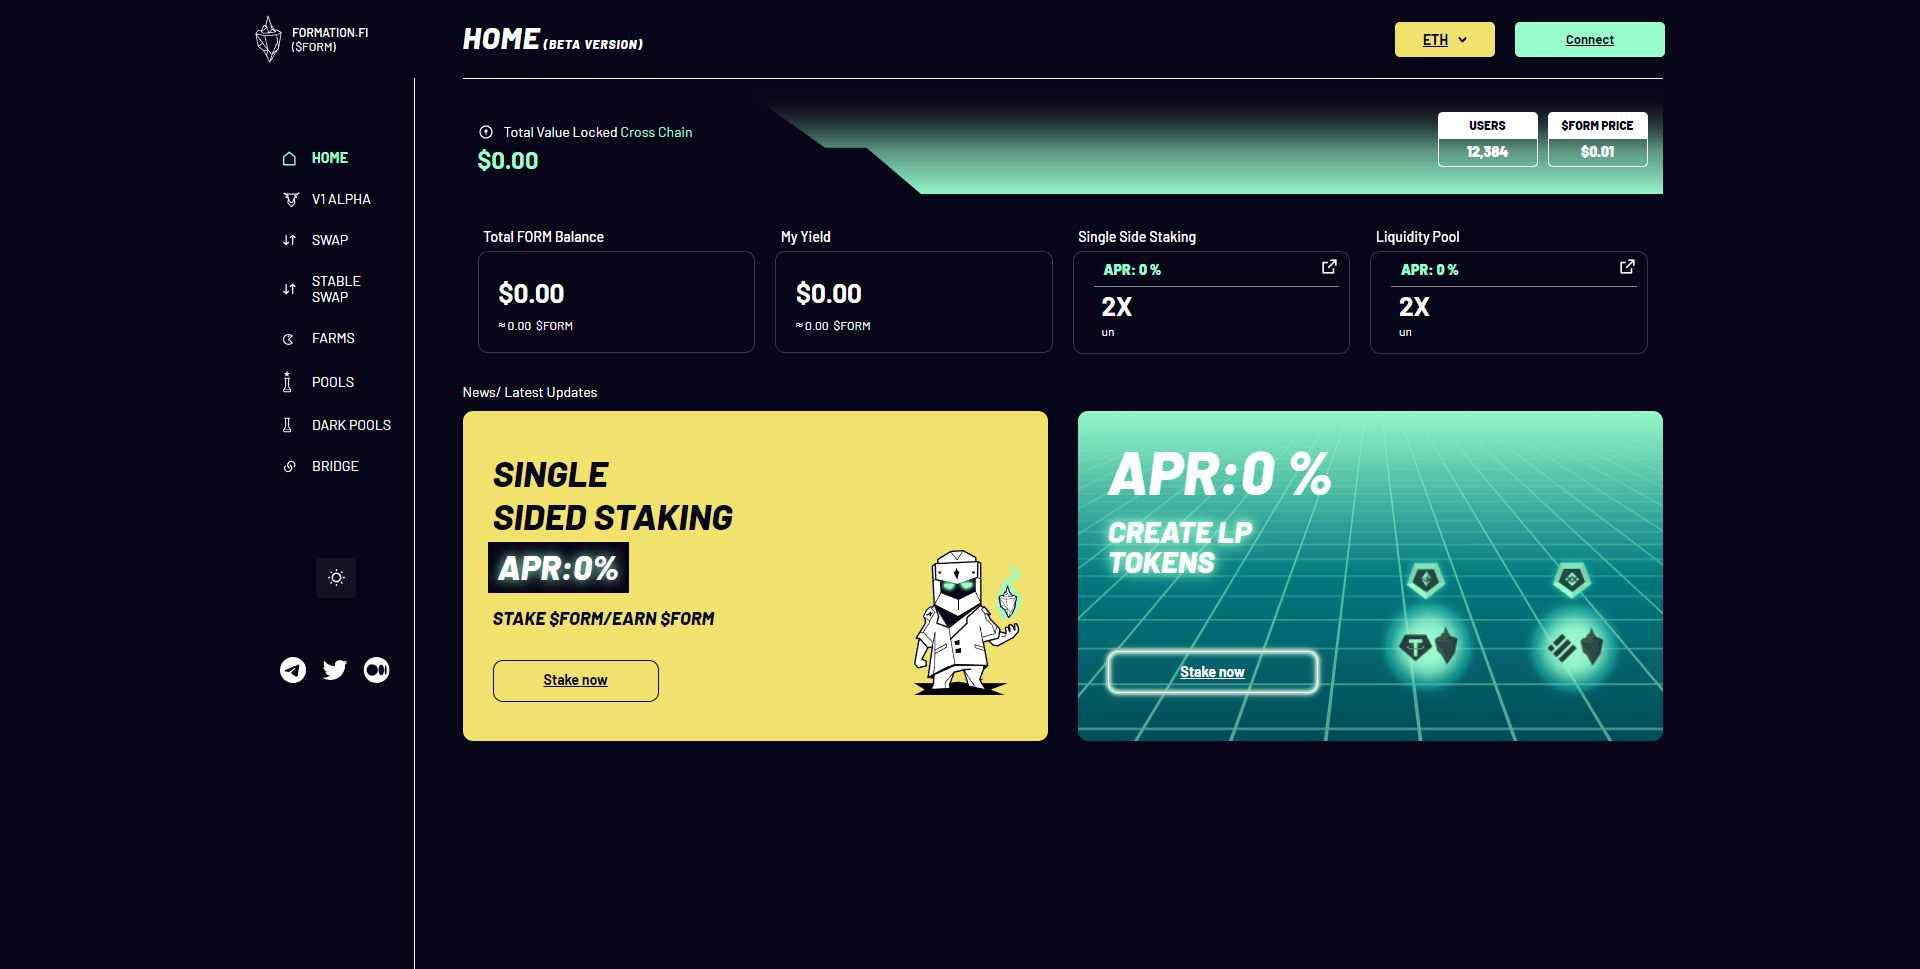 FORMATION.FI
($FORM)
HOME (BETA VERSION)
ETH
Connect
HOME
V1 ALPHA
SWAP
STABLE
SWAP
FARMS
POOLS
DARK POOLS
BRIDGE
Total Value Locked Cross Chain
$0.00
USERS
12,384
$FORM PRICE
$0.01
Total FORM Balance
$0.00
≈ 0.00 $FORM
My Yield
$0.00
≈ 0.00 $FORM
Single Side Staking
APR: 0 %
2X
un
Liquidity Pool
APR: 0 %
2X
un
News/ Latest Updates
SINGLE
SIDED STAKING
APR:0%
STAKE $FORM/EARN $FORM
Stake now
APR:0 %
CREATE LP
TOKENS
Stake now